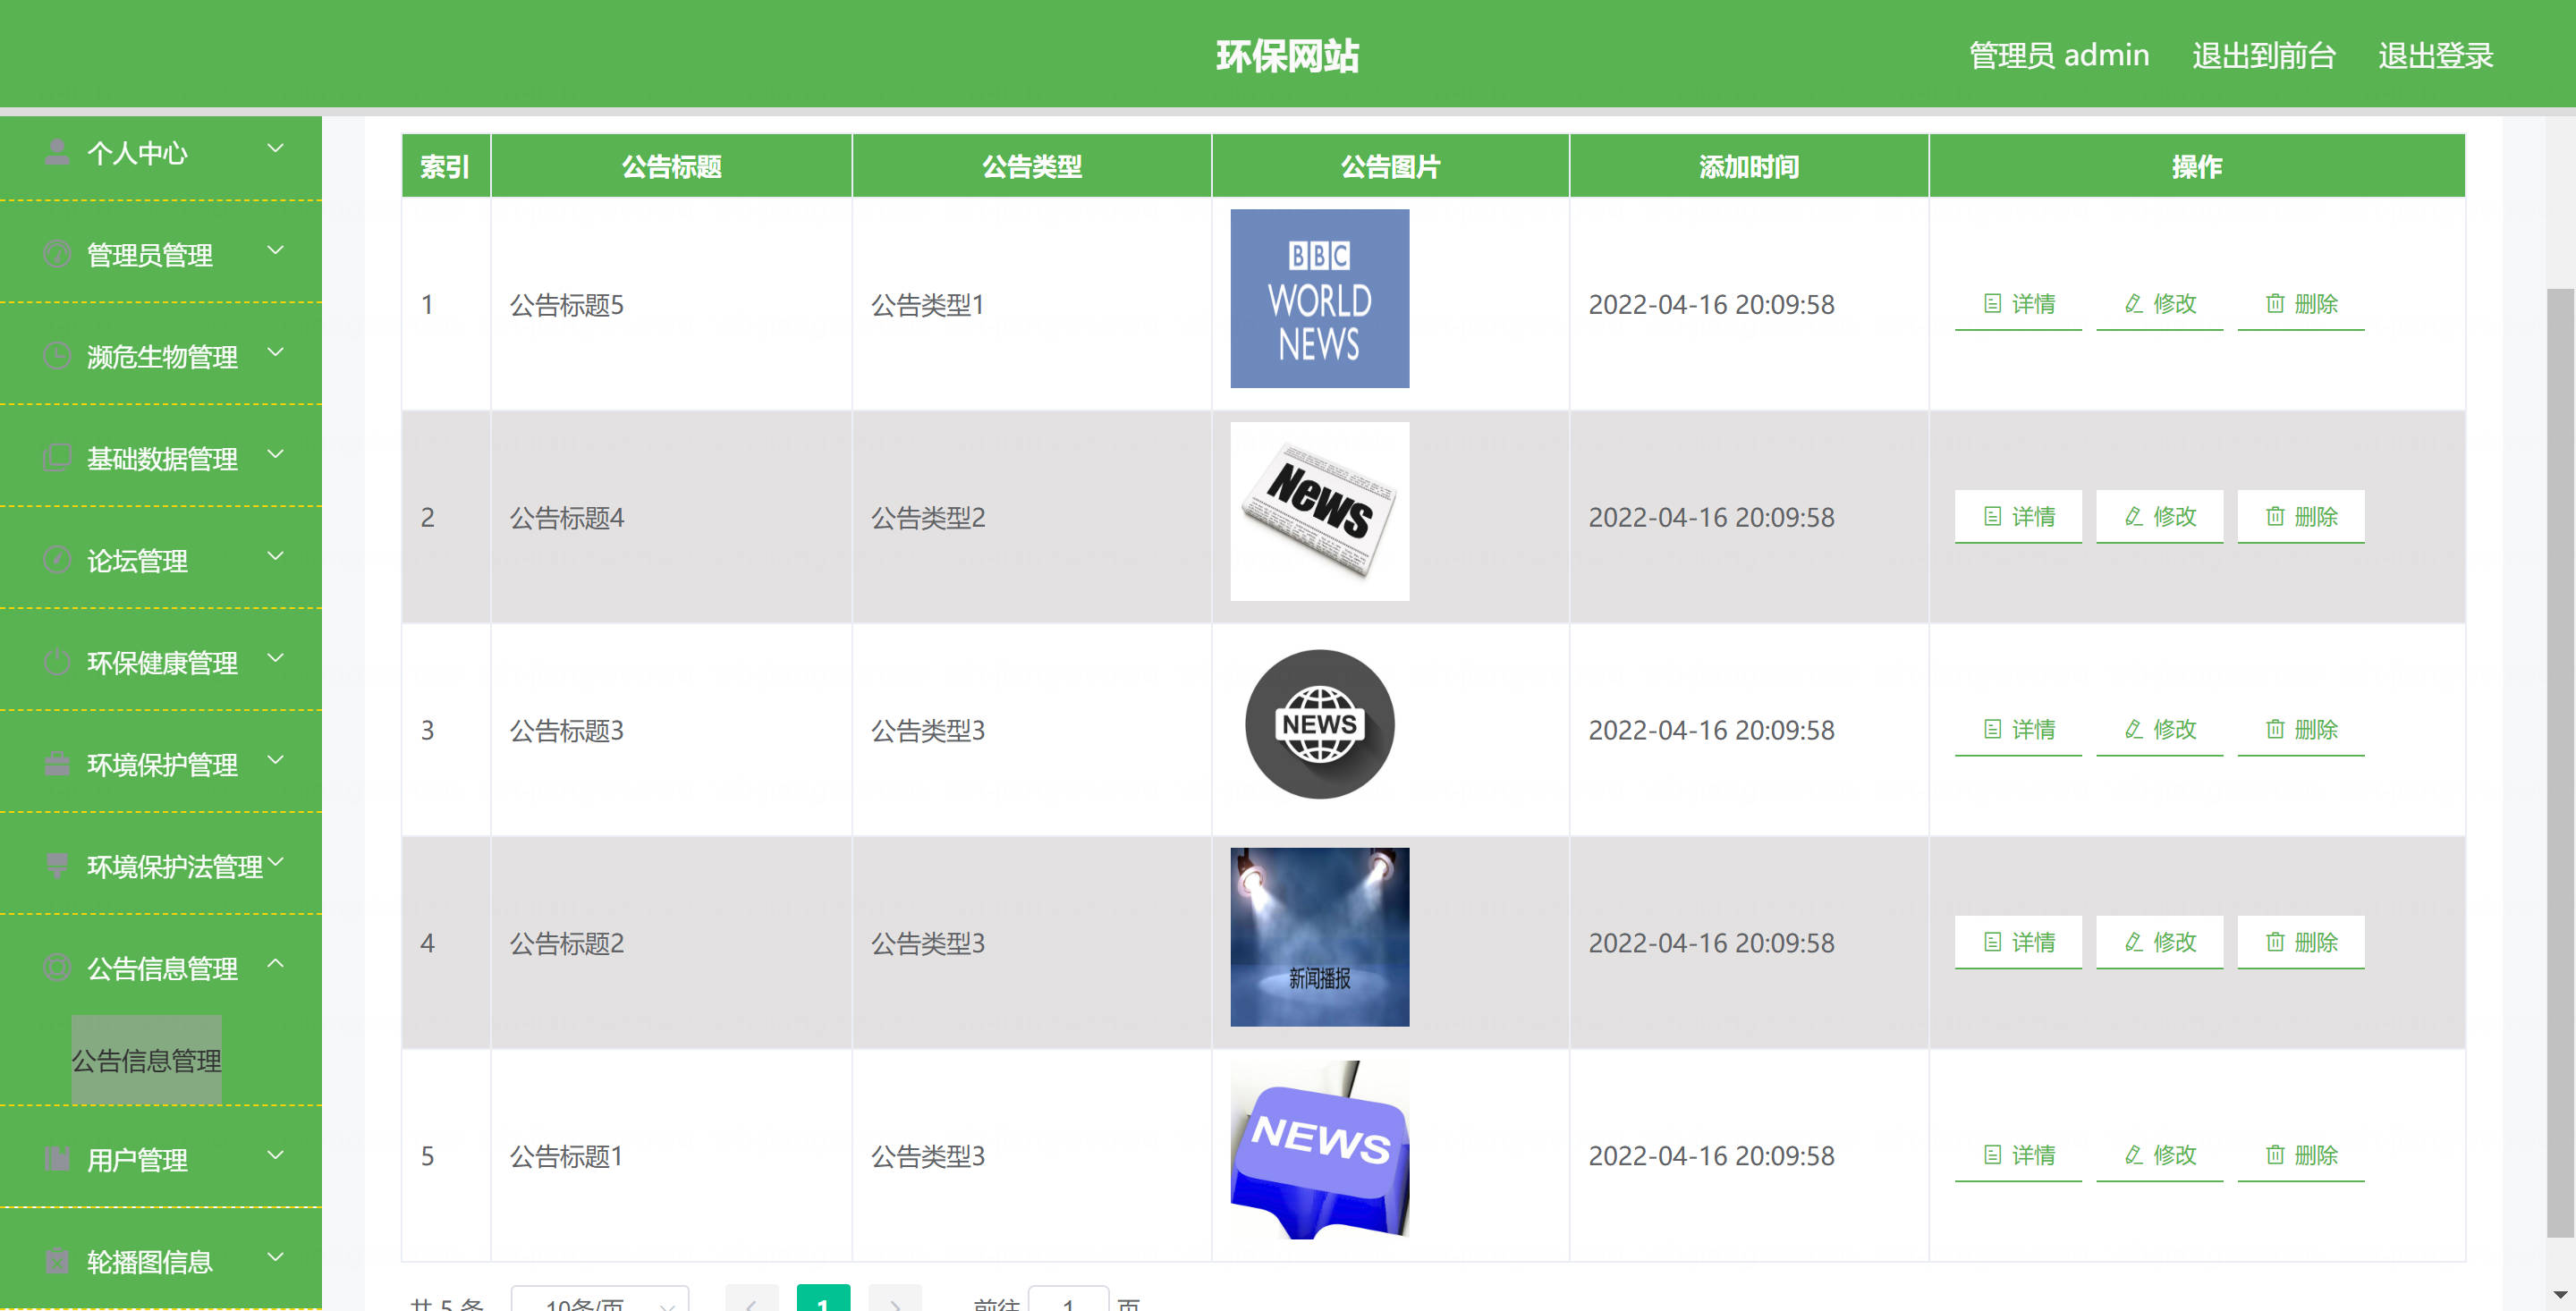 环保网站
管理员 admin 退出到前台 退出登录
个人中心
管理员管理
濒危生物管理
基础数据管理
论坛管理
环保健康管理
环境保护管理
环境保护法管理
公告信息管理
公告信息管理
用户管理
轮播图信息
索引 公告标题 公告类型 公告图片 添加时间 操作
1 公告标题5 公告类型1 2022-04-16 20:09:58 详情 修改 删除
BBC
WORLD
NEWS
2 公告标题4 公告类型2 2022-04-16 20:09:58 详情 修改 删除
News
3 公告标题3 公告类型3 2022-04-16 20:09:58 详情 修改 删除
NEWS
4 公告标题2 公告类型3 2022-04-16 20:09:58 详情 修改 删除
新闻播报
5 公告标题1 公告类型3 2022-04-16 20:09:58 详情 修改 删除
NEWS
共 5 条 10条/页 1 前往 1 页